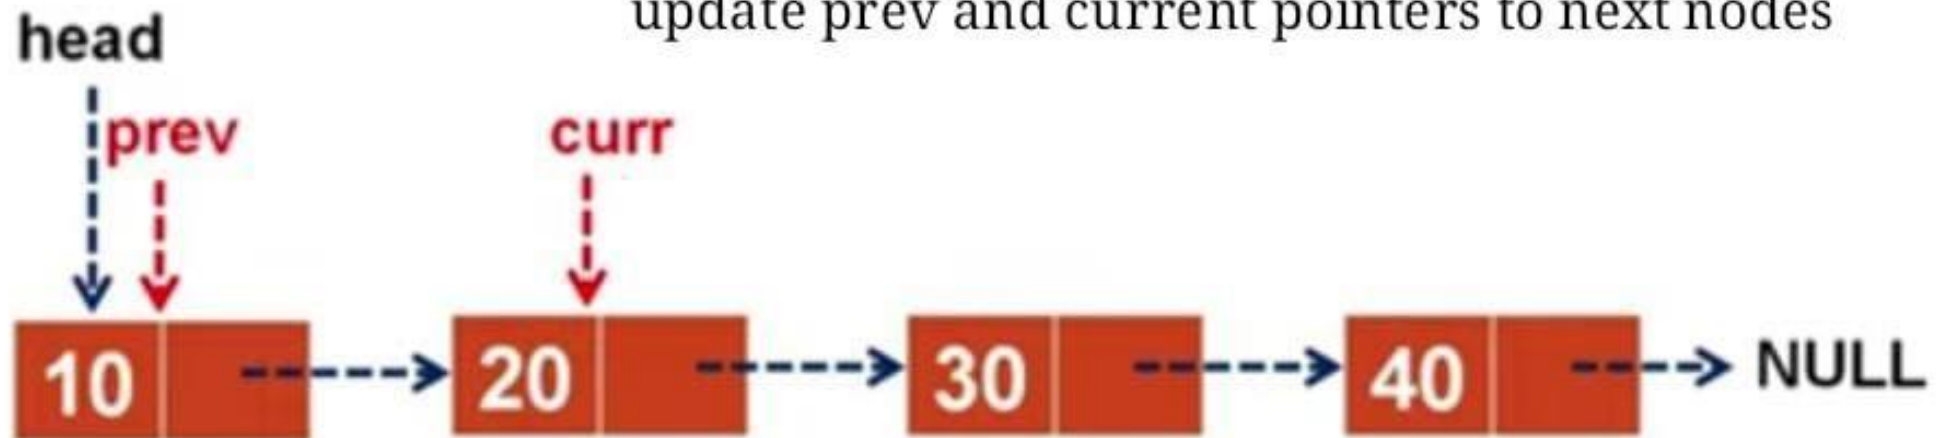 update prev and current pointers to next nodes
head
prev
curr
10
20
30
40
NULL